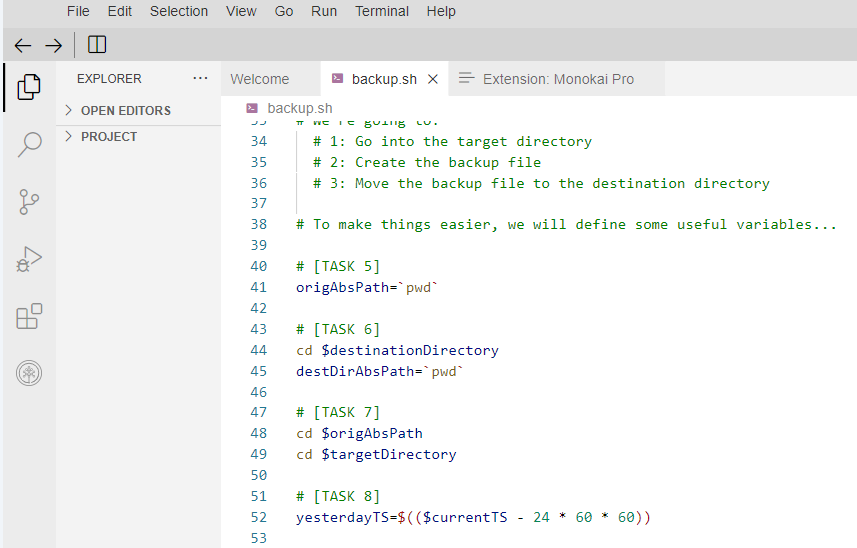 File Edit Selection View Go Run Terminal Help
EXPLORER ...
Welcome backup.sh Extension: Monokai Pro
OPEN EDITORS
PROJECT
backup.sh
33 # We're going to:
34 # 1: Go into the target directory
35 # 2: Create the backup file
36 # 3: Move the backup file to the destination directory
37
38 # To make things easier, we will define some useful variables...
39
40 # [TASK 5]
41 origAbsPath=`pwd`
42
43 # [TASK 6]
44 cd $destinationDirectory
45 destDirAbsPath=`pwd`
46
47 # [TASK 7]
48 cd $origAbsPath
49 cd $targetDirectory
50
51 # [TASK 8]
52 yesterdayTS=$(($currentTS - 24 * 60 * 60))
53